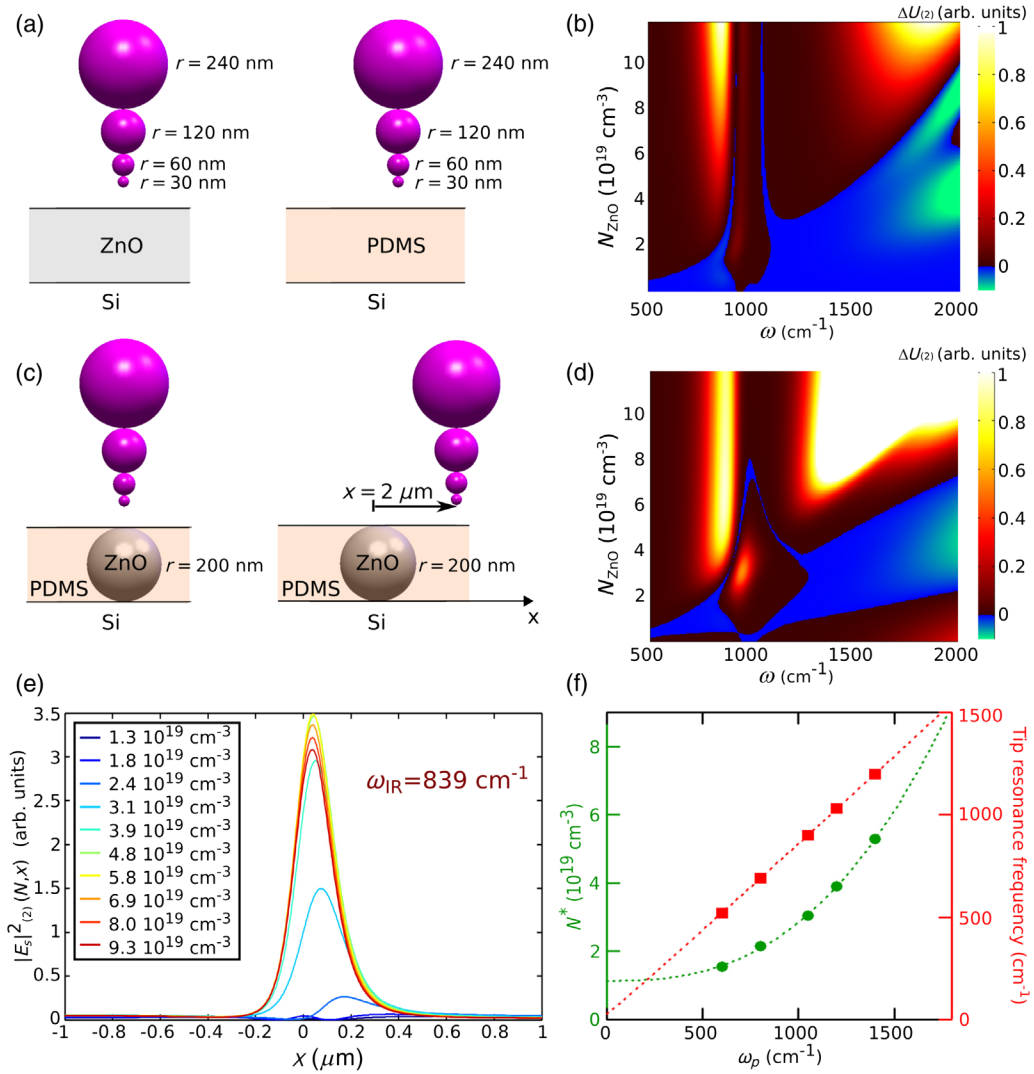 (a)
r = 240 nm
r = 120 nm
r = 60 nm
r = 30 nm
ZnO
Si
r = 240 nm
r = 120 nm
r = 60 nm
r = 30 nm
PDMS
Si
(b)
ΔU(2) (arb. units)
N_ZnO (10^19 cm^-3)
10
8
6
4
2
500
1000
1500
2000
ω (cm^-1)
1
0.8
0.6
0.4
0.2
0
(c)
ZnO
r = 200 nm
PDMS
Si
x = 2 μm
ZnO
r = 200 nm
PDMS
Si
x
(d)
ΔU(2) (arb. units)
N_ZnO (10^19 cm^-3)
10
8
6
4
2
500
1000
1500
2000
ω (cm^-1)
1
0.8
0.6
0.4
0.2
0
(e)
|E_s|^2_(2) (N,x) (arb. units)
3.5
3
2.5
2
1.5
1
0.5
0
1.3 10^19 cm^-3
1.8 10^19 cm^-3
2.4 10^19 cm^-3
3.1 10^19 cm^-3
3.9 10^19 cm^-3
4.8 10^19 cm^-3
5.8 10^19 cm^-3
6.9 10^19 cm^-3
8.0 10^19 cm^-3
9.3 10^19 cm^-3
ω_IR=839 cm^-1
-1
-0.8
-0.6
-0.4
-0.2
0
0.2
0.4
0.6
0.8
1
x (μm)
(f)
N* (10^19 cm^-3)
8
6
4
2
0
0
500
1000
1500
ω_p (cm^-1)
1500
1000
500
0
Tip resonance frequency
(cm^-1)